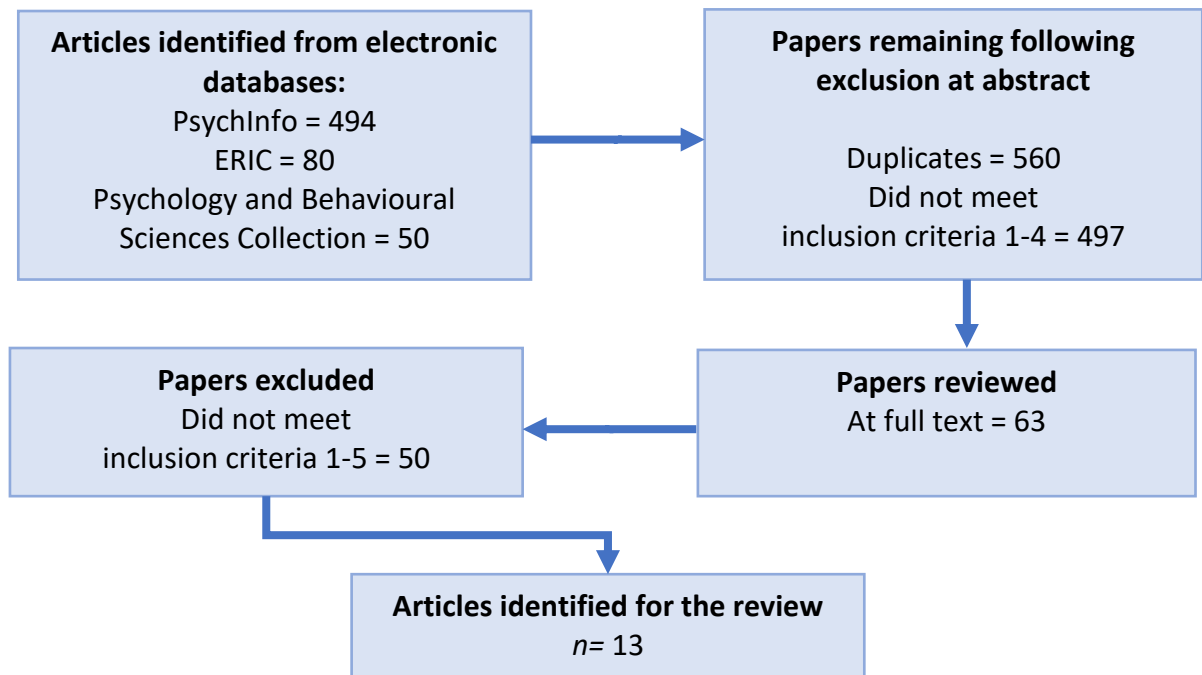 Articles identified from electronic
databases:
PsychInfo = 494
ERIC = 80
Psychology and Behavioural
Sciences Collection = 50
Papers remaining following
exclusion at abstract
Duplicates = 560
Did not meet
inclusion criteria 1-4 = 497
Papers reviewed
At full text = 63
Papers excluded
Did not meet
inclusion criteria 1-5 = 50
Articles identified for the review
n= 13